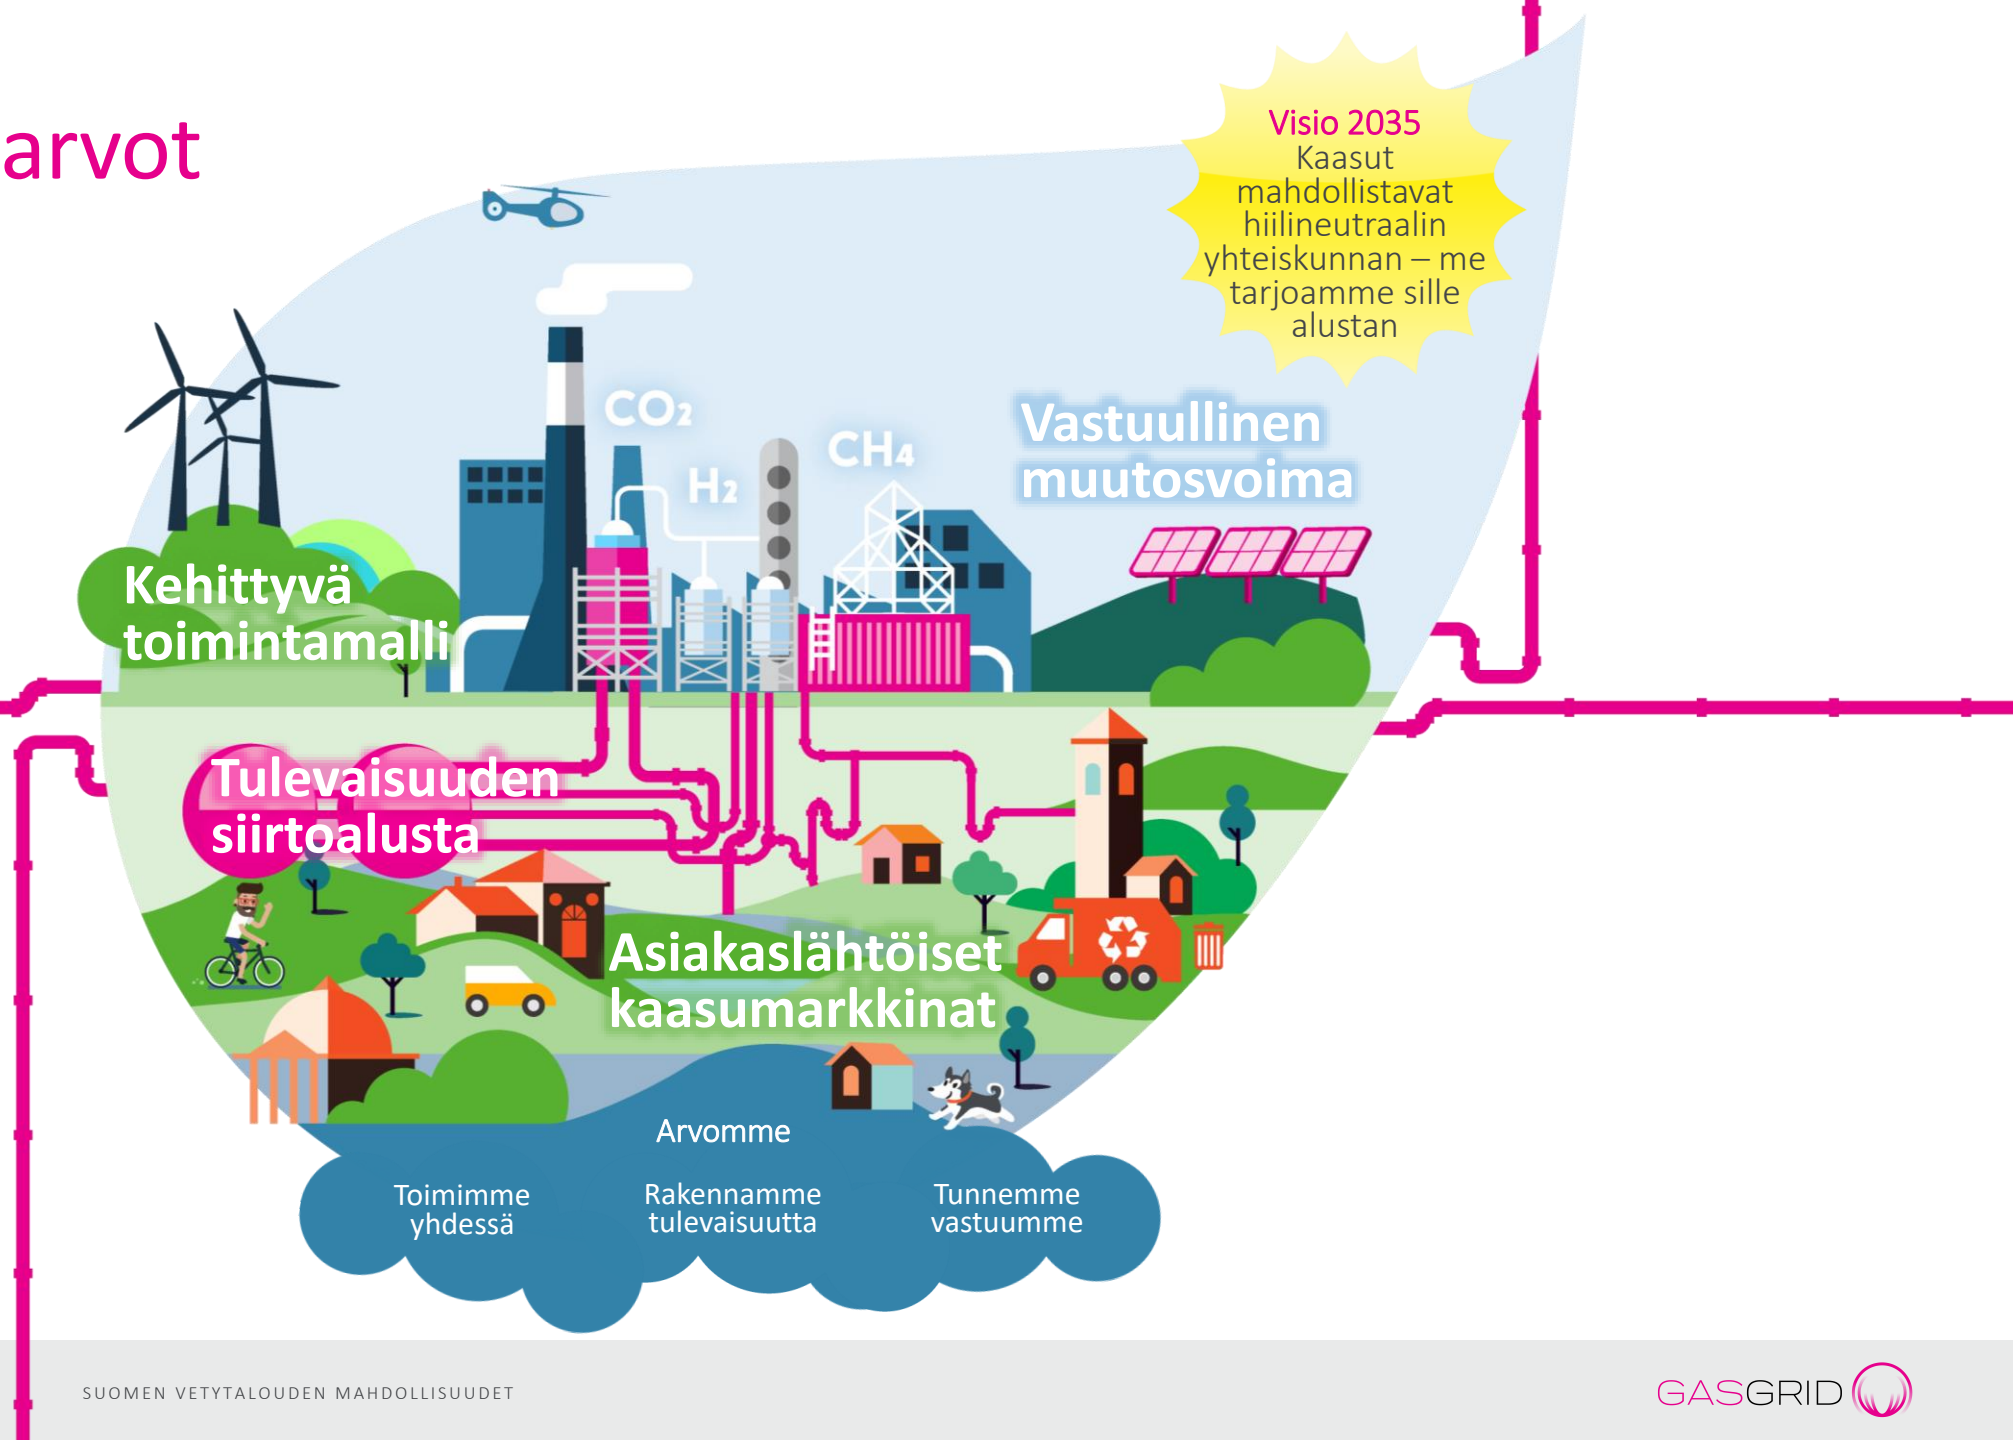 arvot
Visio 2035
Kaasut
mahdollistavat
hiilineutraalin
yhteiskunnan – me
tarjoamme sille
alustan
CO₂
H₂
CH₄
Vastuullinen
muutosvoima
Kehittyvä
toimintamalli
Tulevaisuuden
siirtoalusta
Asiakaslähtöiset
kaasumarkkinat
Arvomme
Toimimme
yhdessä
Rakennamme
tulevaisuutta
Tunnemme
vastuumme
SUOMEN VETYTALOUDEN MAHDOLLISUUDET
GASGRID